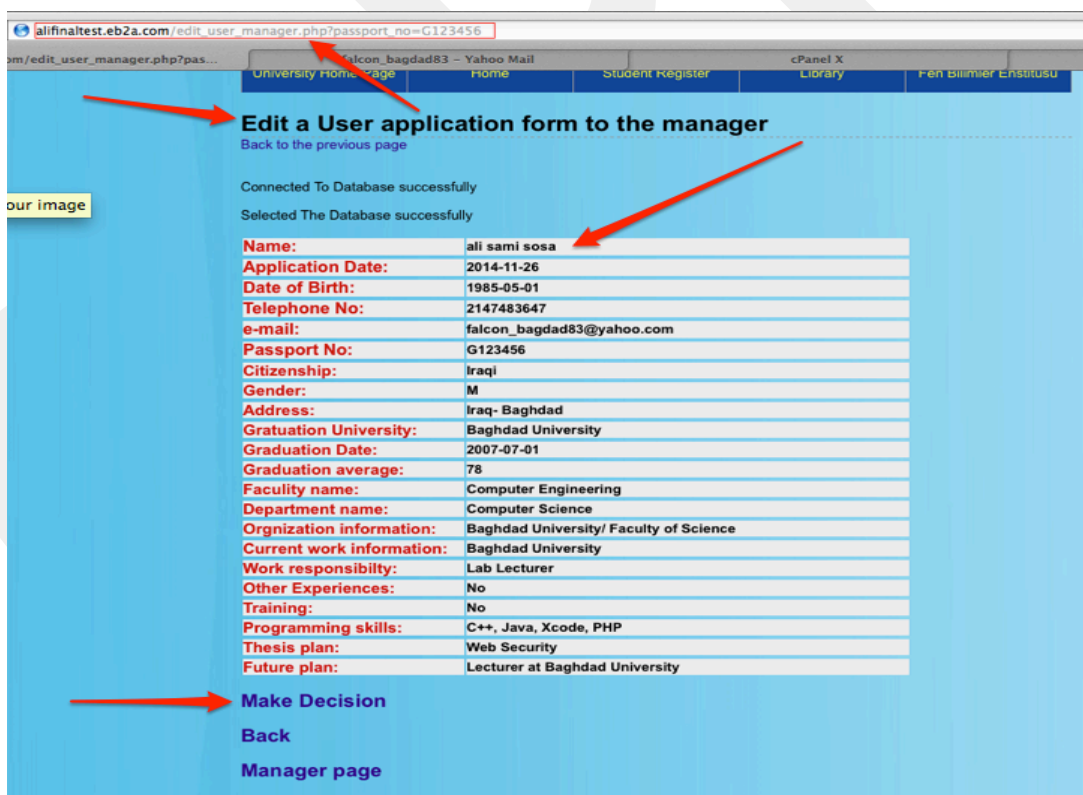 alifinaltest.eb2a.com/edit_user_manager.php?passport_no=G123456
om/edit_user_manager.php?pas... falcon_bagdad83 – Yahoo Mail cPanel X
University Home Page Home Student Register Library Fen Bilimler Enstitusu
Edit a User application form to the manager
Back to the previous page
Connected To Database successfully
our image
Selected The Database successfully
Name: ali sami sosa
Application Date: 2014-11-26
Date of Birth: 1985-05-01
Telephone No: 2147483647
e-mail: falcon_bagdad83@yahoo.com
Passport No: G123456
Citizenship: Iraqi
Gender: M
Address: Iraq- Baghdad
Gratuation University: Baghdad University
Graduation Date: 2007-07-01
Graduation average: 78
Faculity name: Computer Engineering
Department name: Computer Science
Orgnization information: Baghdad University/ Faculty of Science
Current work information: Baghdad University
Work responsibilty: Lab Lecturer
Other Experiences: No
Training: No
Programming skills: C++, Java, Xcode, PHP
Thesis plan: Web Security
Future plan: Lecturer at Baghdad University
Make Decision
Back
Manager page